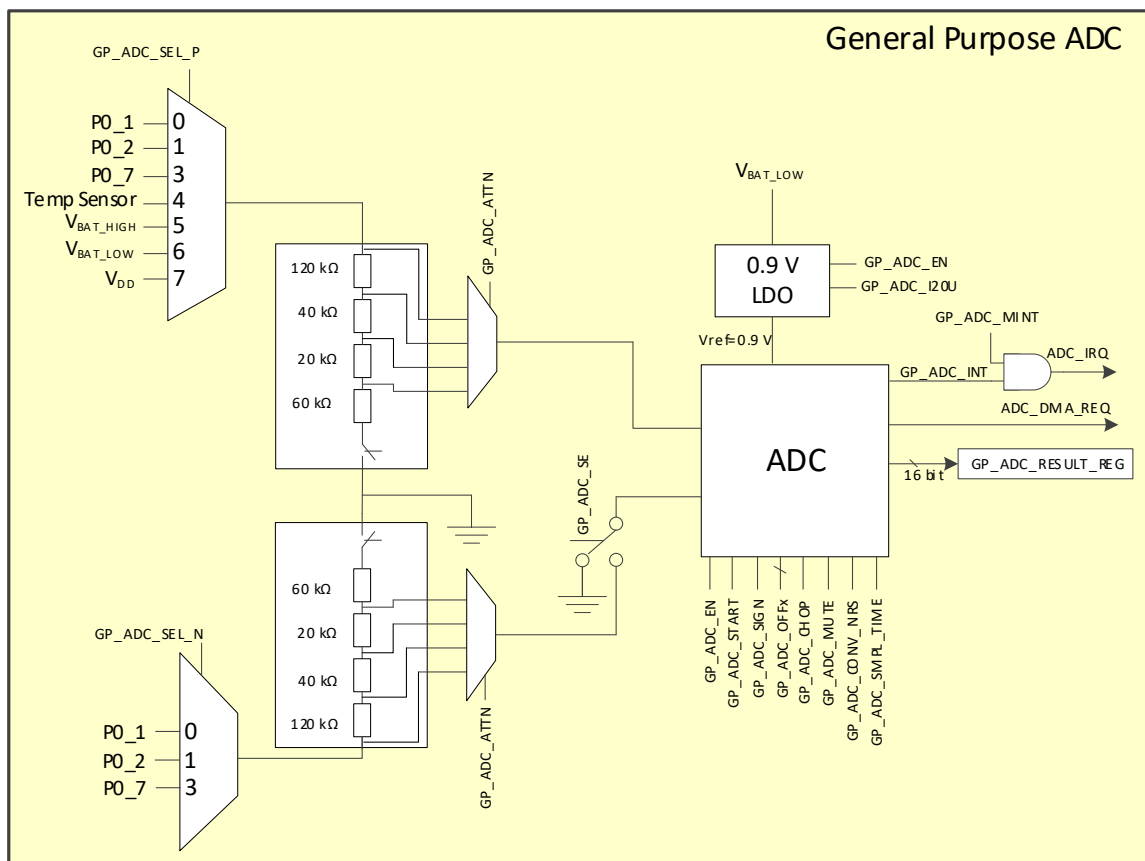 General Purpose ADC
GP_ADC_SEL_P
P0_1
0
P0_2
1
P0_7
3
Temp Sensor
4
VBAT_HIGH
5
VBAT_LOW
6
VDD
7
120 kΩ
40 kΩ
20 kΩ
60 kΩ
GP_ADC_ATTN
VBAT_LOW
0.9 V
LDO
GP_ADC_EN
GP_ADC_I20U
Vref=0.9 V
GP_ADC_MINT
GP_ADC_INT
ADC_IRQ
ADC_DMA_REQ
ADC
16 bit
GP_ADC_RESULT_REG
GP_ADC_SE
GP_ADC_EN
GP_ADC_START
GP_ADC_SIGN
GP_ADC_OFFx
GP_ADC_CHOP
GP_ADC_MUTE
GP_ADC_CONV_NRS
GP_ADC_SMPL_TIME
60 kΩ
20 kΩ
40 kΩ
120 kΩ
GP_ADC_ATTN
GP_ADC_SEL_N
P0_1
0
P0_2
1
P0_7
3